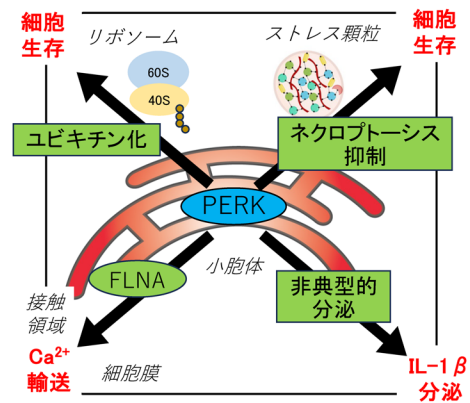 細胞
生存
リボソーム
60S
40S
ストレス顆粒
細胞
生存
ユビキチン化
ネクロプトーシス
抑制
PERK
FLNA
小胞体
非典型的
分泌
接触
領域
Ca²⁺
輸送
細胞膜
IL-1β
分泌